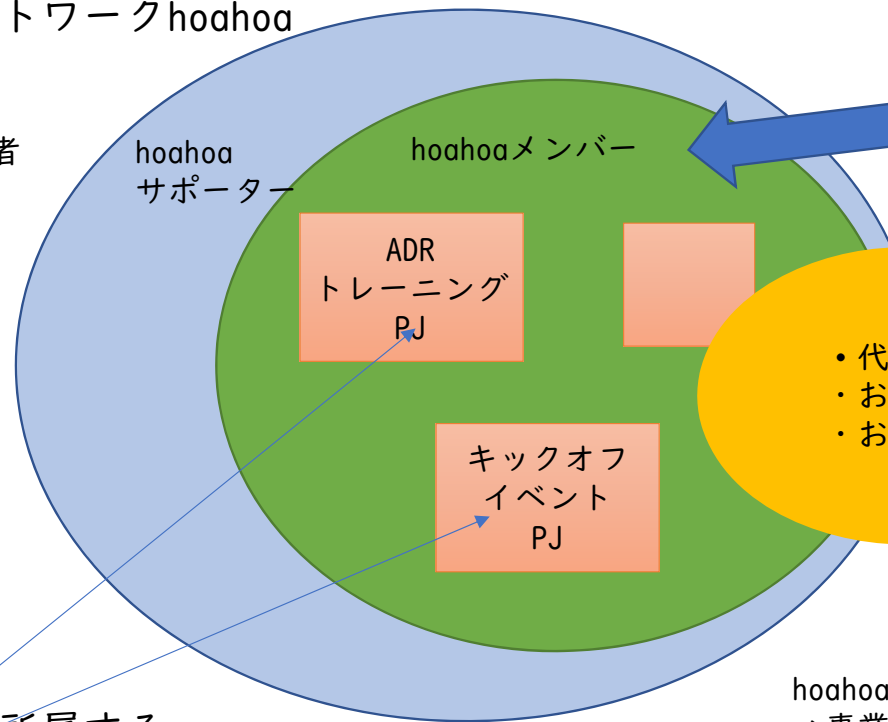 トワークhoahoa
者
hoahoa
サポーター
hoahoaメンバー
ADR
トレーニング
PJ
・代
・お
・お
キックオフ
イベント
PJ
hoahoa